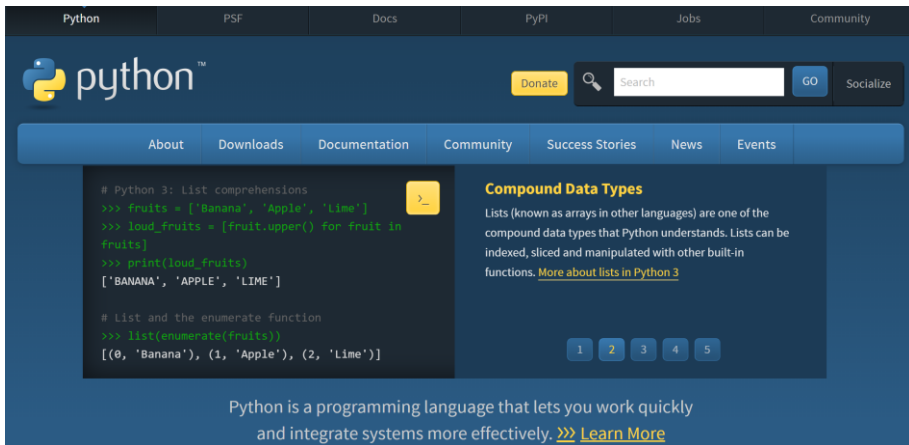 Python PSF Docs PyPI Jobs Community
python™
Donate Search GO Socialize
About Downloads Documentation Community Success Stories News Events
# Python 3: List comprehensions
>>> fruits = ['Banana', 'Apple', 'Lime']
>>> loud_fruits = [fruit.upper() for fruit in
fruits]
>>> print(loud_fruits)
['BANANA', 'APPLE', 'LIME']
# List and the enumerate function
>>> list(enumerate(fruits))
[(0, 'Banana'), (1, 'Apple'), (2, 'Lime')]
>_
Compound Data Types
Lists (known as arrays in other languages) are one of the
compound data types that Python understands. Lists can be
indexed, sliced and manipulated with other built-in
functions. More about lists in Python 3
1 2 3 4 5
Python is a programming language that lets you work quickly
and integrate systems more effectively. >>> Learn More